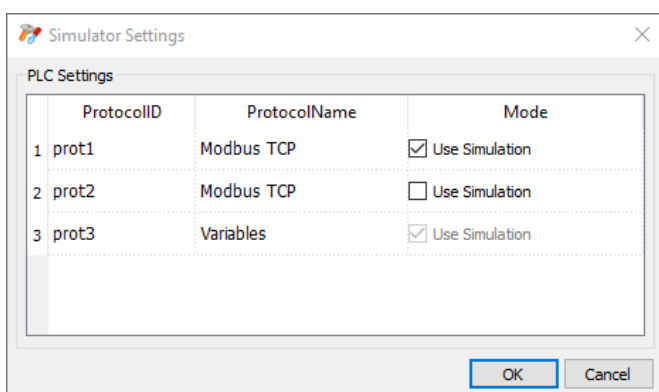 Simulator Settings
PLC Settings
ProtocolID ProtocolName Mode
1 prot1 Modbus TCP Use Simulation
2 prot2 Modbus TCP Use Simulation
3 prot3 Variables Use Simulation
OK Cancel